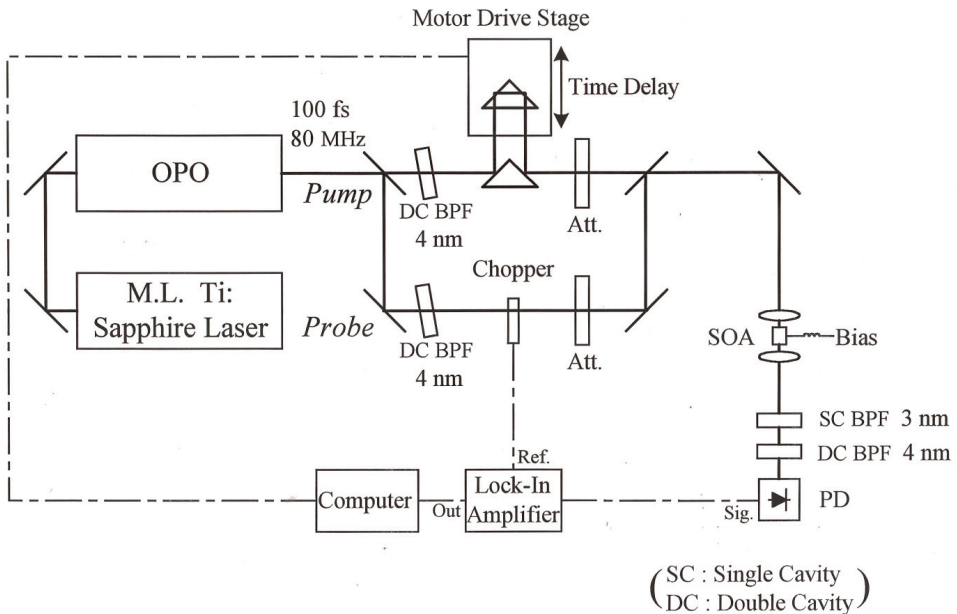 Motor Drive Stage
Time Delay
100 fs
80 MHz
OPO
Pump
DC BPF
4 nm
Att.
M.L. Ti:
Sapphire Laser
Probe
DC BPF
4 nm
Chopper
Att.
SOA
Bias
SC BPF 3 nm
DC BPF 4 nm
PD
Sig.
Ref.
Lock-In
Amplifier
Out
Computer
SC : Single Cavity
DC : Double Cavity